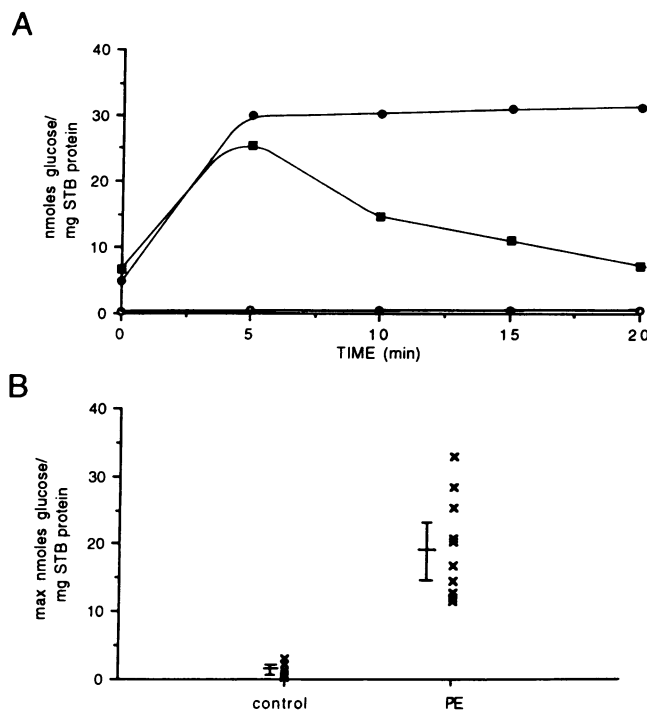 A
40
30
20
10
0
nmoles glucose/
mg STB protein
0 5 10 15 20
TIME (min)
B
40
30
20
10
0
max nmoles glucose/
mg STB protein
control PE